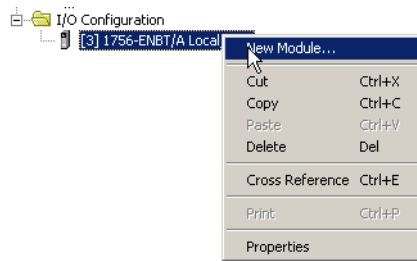 I/O Configuration
[3] 1756-ENBT/A Local
New Module...
Cut Ctrl+X
Copy Ctrl+C
Paste Ctrl+V
Delete Del
Cross Reference Ctrl+E
Print Ctrl+P
Properties